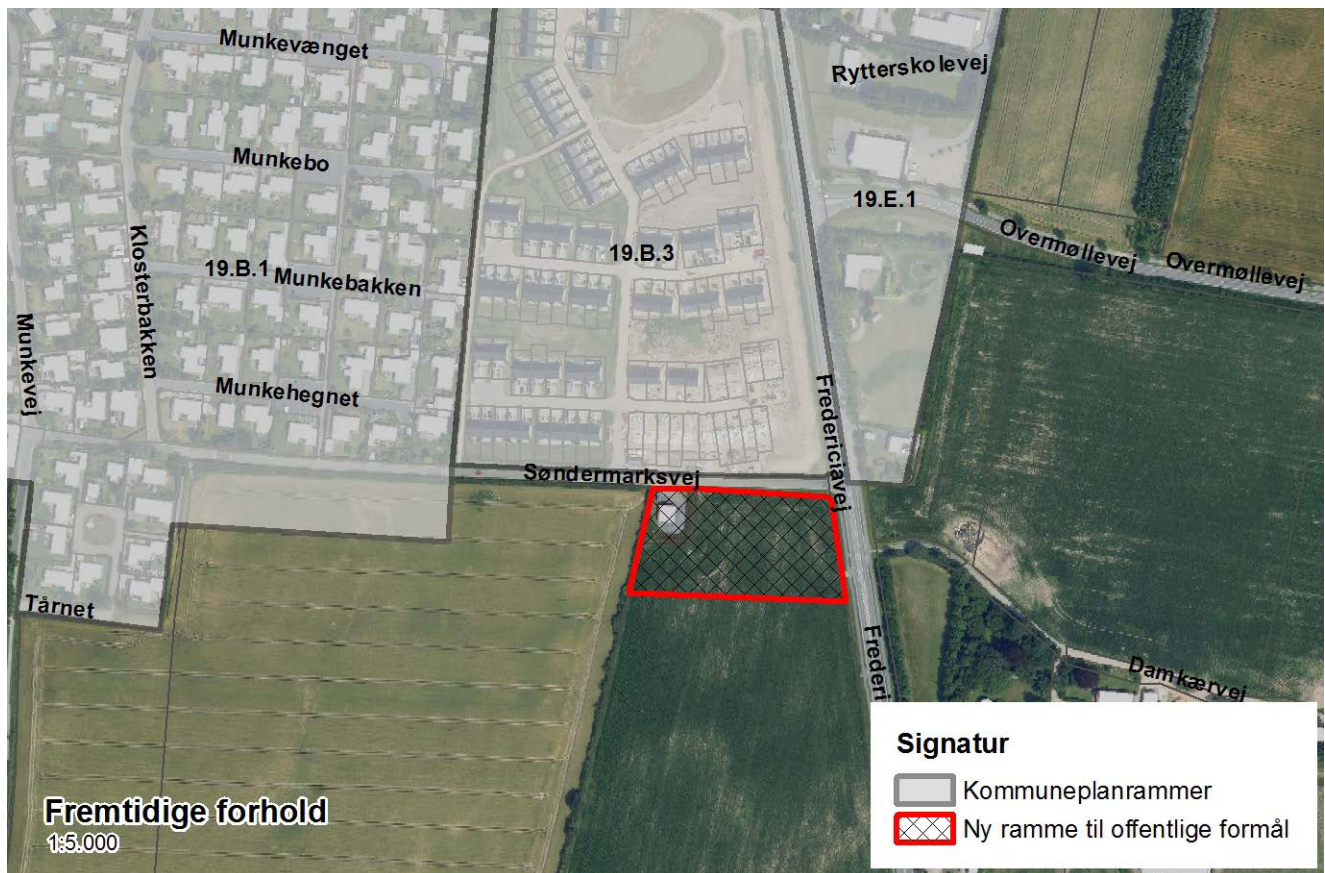 Munkevænget
Rytterskolevej
Munkebo
19.E.1
Overmøllevej
Overmøllevej
Klosterbakken
19.B.3
19.B.1
Munkebakken
Munkevej
Munkehegnet
Fredericiavej
Søndermarksvej
Tårnet
Frederi
Damkærvej
Signatur
Kommuneplanrammer
Ny ramme til offentlige formål
Fremtidige forhold
1:5.000